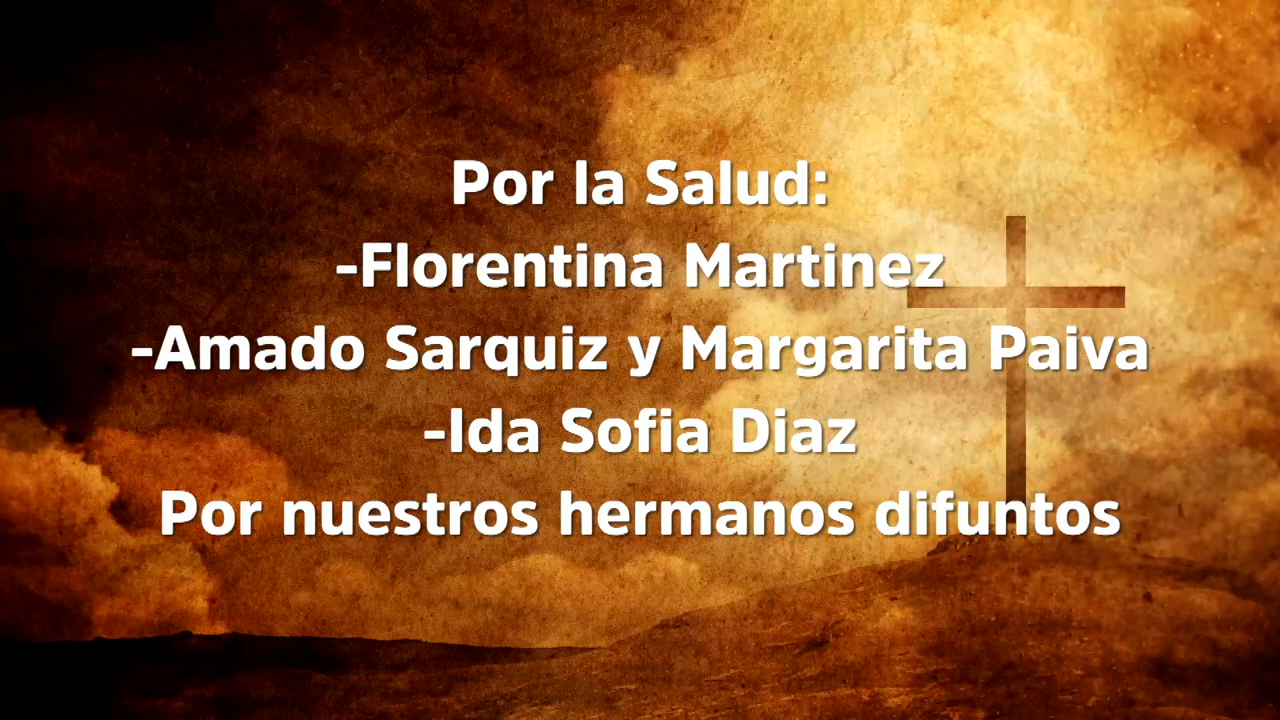 Por la Salud:
-Florentina Martinez
-Amado Sarquiz y Margarita Paiva
-Ida Sofia Diaz
Por nuestros hermanos difuntos